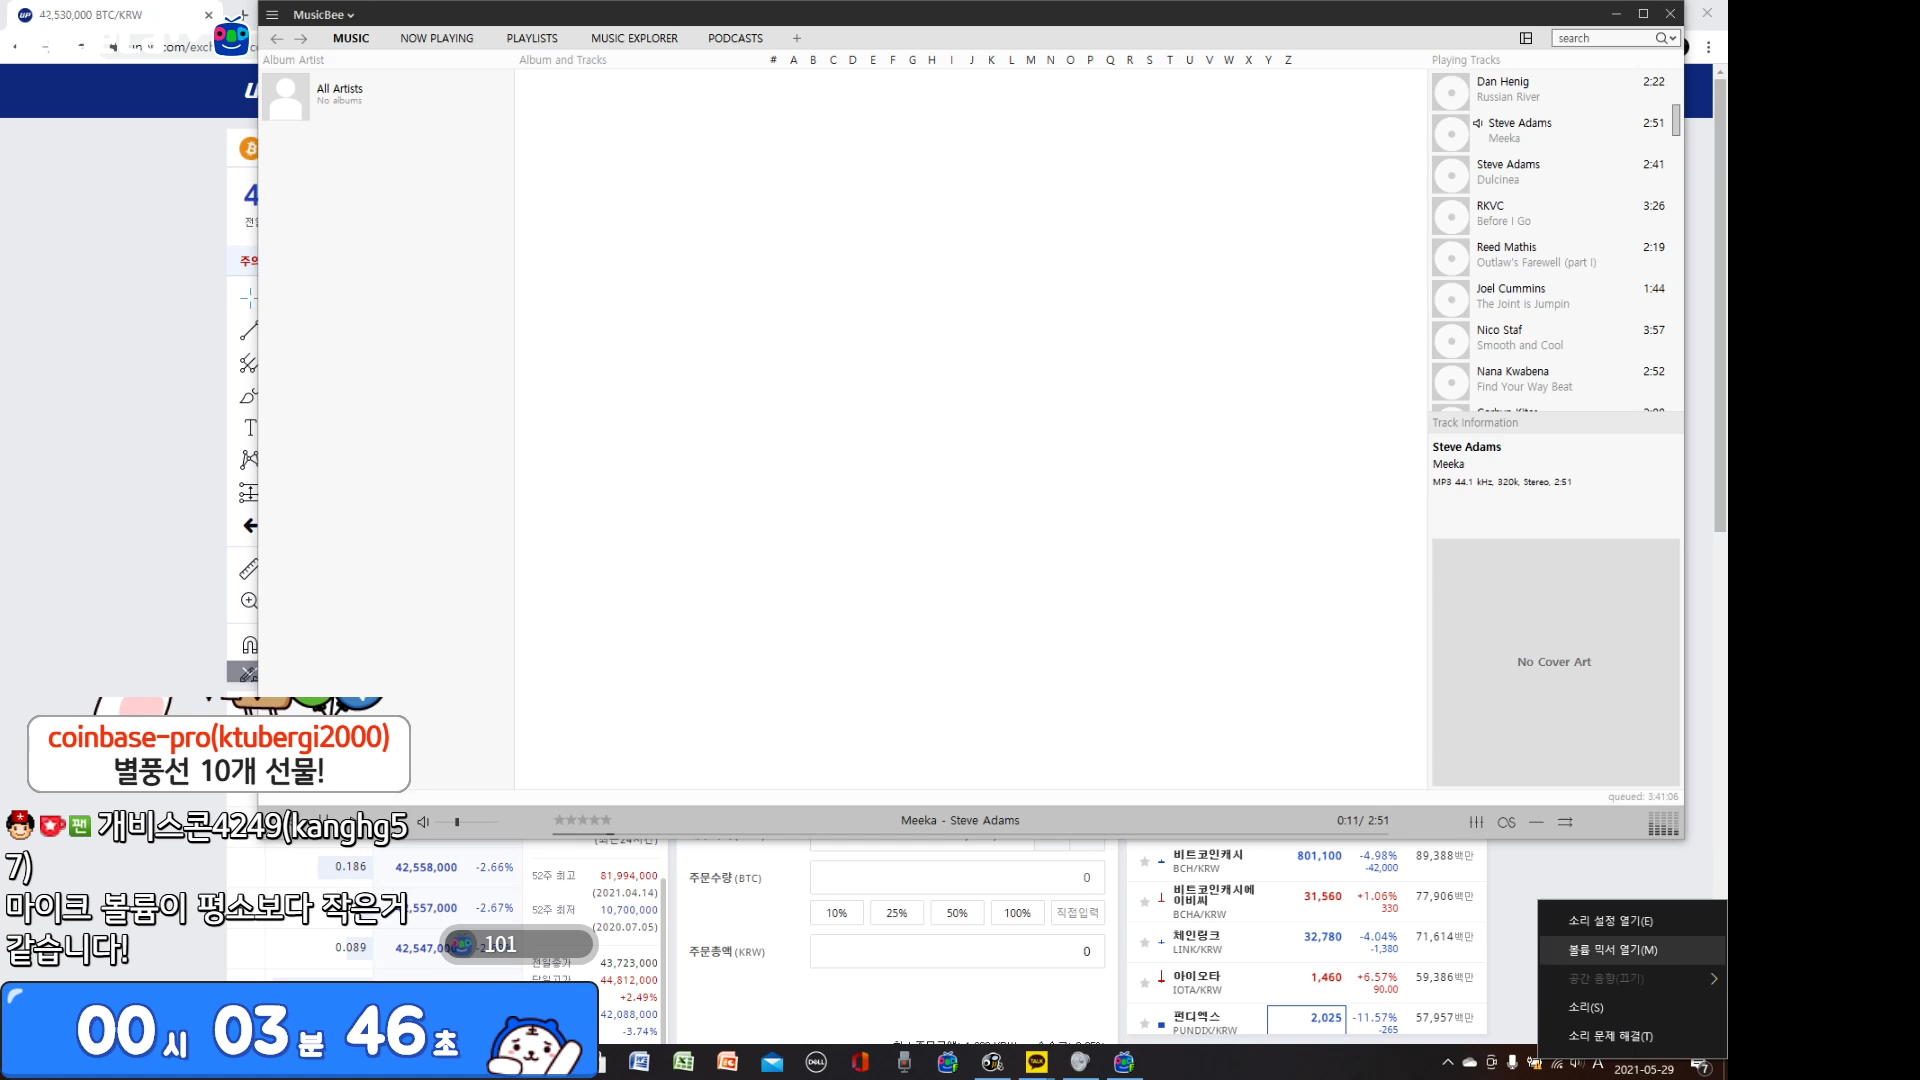 42,530,000 BTC/KRW
MusicBee
MUSIC
NOW PLAYING
PLAYLISTS
MUSIC EXPLORER
PODCASTS
search
Album Artist
Album and Tracks
# A B C D E F G H I J K L M N O P Q R S T U V W X Y Z
Playing Tracks
All Artists
No albums
Dan Henig 2:22
Russian River
Steve Adams 2:51
Meeka
Steve Adams 2:41
Dulcinea
RKVC 3:26
Before I Go
Reed Mathis 2:19
Outlaw's Farewell (part I)
Joel Cummins 1:44
The Joint is Jumpin
Nico Staf 3:57
Smooth and Cool
Nana Kwabena 2:52
Find Your Way Beat
Track Information
Steve Adams
Meeka
MP3 44.1 kHz, 320k, Stereo, 2:51
No Cover Art
queued: 3:41:06
Meeka - Steve Adams
0:11/ 2:51
coinbase-pro(ktubergi2000)
별풍선 10개 선물!
팬 개비스콘4249(kanghg5
7)
마이크 볼륨이 평소보다 작은거
같습니다!
101
00시 03분 46초
0.186 42,558,000 -2.66%
,557,000 -2.67%
0.089
52주 최고 81,994,000
(2021.04.14)
52주 최저 10,700,000
(2020.07.05)
전일종가 43,723,000
44,812,000
+2.49%
42,088,000
-3.74%
주문수량 (BTC) 0
10% 25% 50% 100% 직접입력
주문총액 (KRW) 0
비트코인캐시 801,100 -4.98% 89,388백만
BCH/KRW -42,000
비트코인캐시에
이비씨 31,560 +1.06% 77,906백만
BCHA/KRW 330
체인링크 32,780 -4.04% 71,614백만
LINK/KRW -1,380
아이오타 1,460 +6.57% 59,386백만
IOTA/KRW 90.00
펀디엑스 2,025 -11.57% 57,957백만
PUNDIX/KRW -265
소리 설정 열기(E)
볼륨 믹서 열기(M)
공간 음향(끄기)
소리(S)
소리 문제 해결(T)
DELL
TALK
A
2021-05-29
7